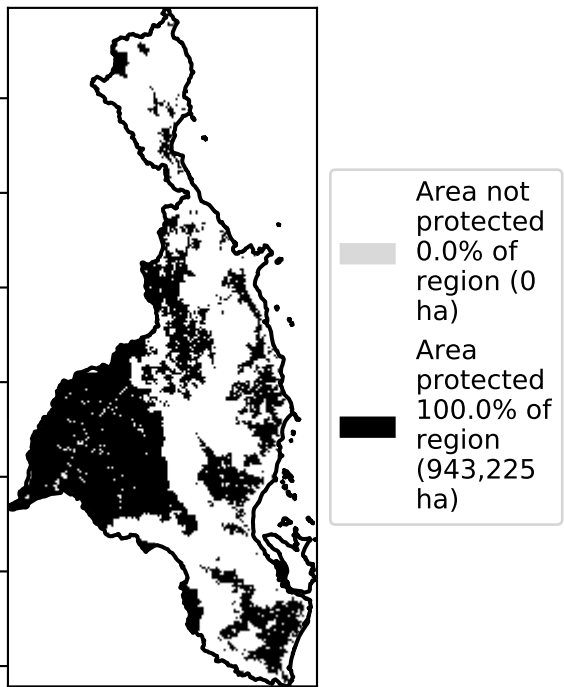 Area not
protected
0.0% of
region (0
ha)
Area
protected
100.0% of
region
(943,225
ha)